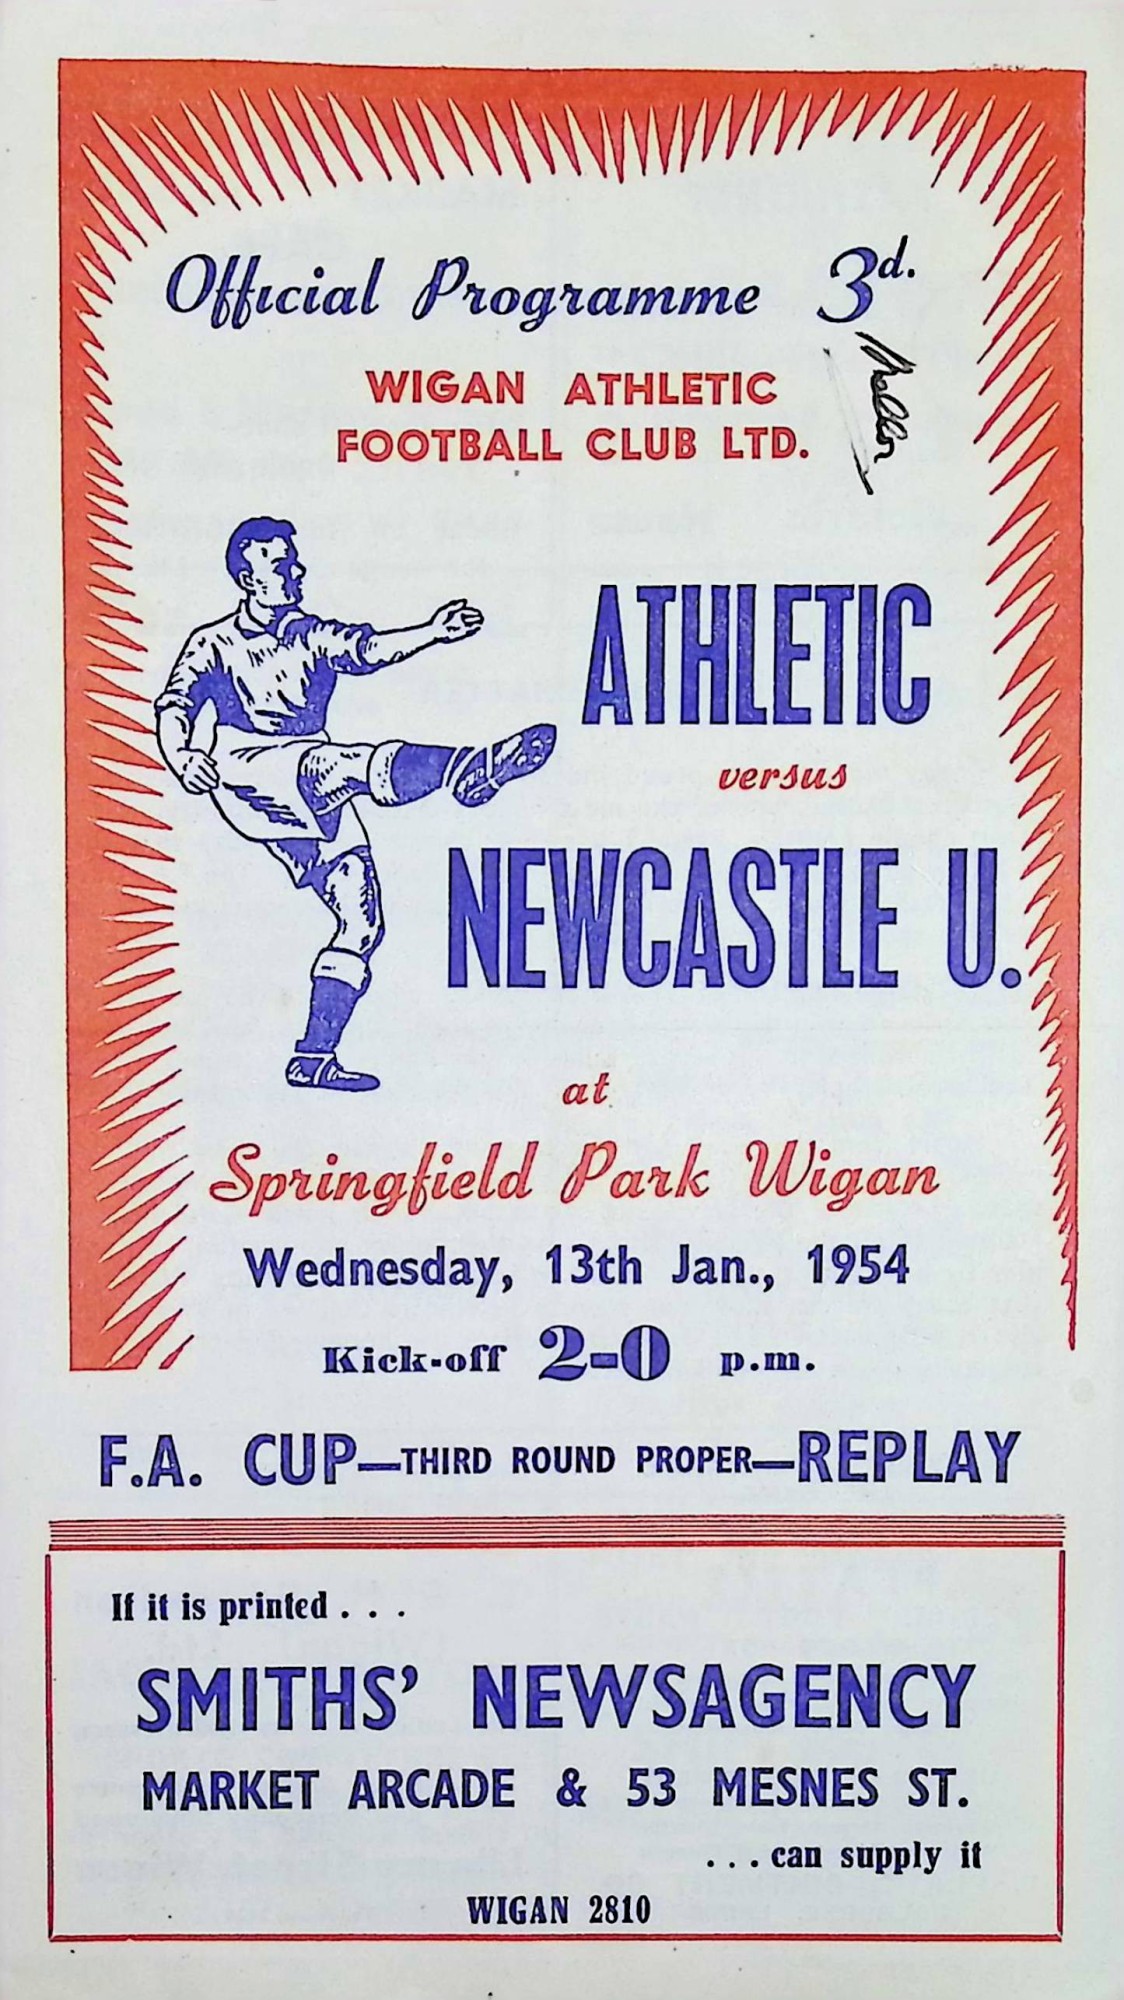 Official Programme 3d.
WIGAN ATHLETIC
FOOTBALL CLUB LTD.
ATHLETIC
versus
NEWCASTLE U.
at
Springfield Park Wigan
Wednesday, 13th Jan., 1954
Kick-off 2-0 p.m.
F.A. CUP—THIRD ROUND PROPER—REPLAY
If it is printed . . .
SMITHS' NEWSAGENCY
MARKET ARCADE & 53 MESNES ST.
. . . can supply it
WIGAN 2810